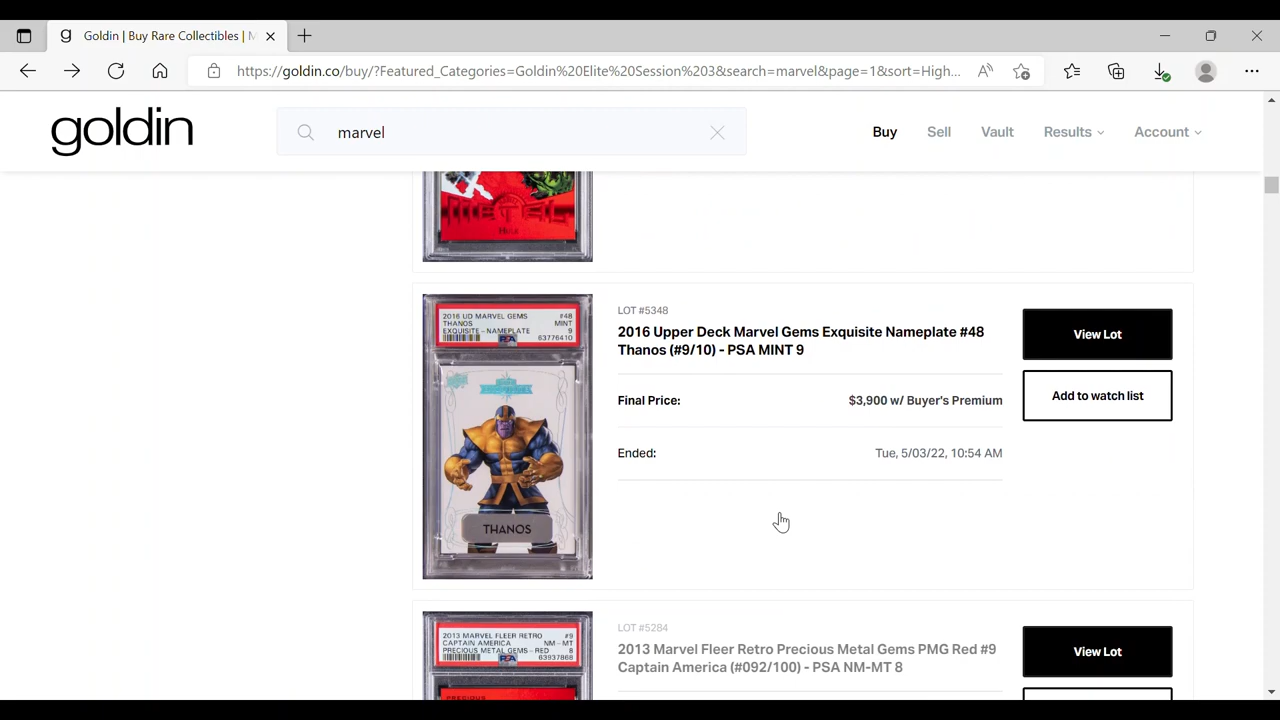 Goldin | Buy Rare Collectibles | M
https://goldin.co/buy/?Featured_Categories=Goldin%20Elite%20Session%203&search=marvel&page=1&sort=High...
goldin
marvel
Buy
Sell
Vault
Results
Account
METAL
HULK
2016 UD MARVEL GEMS #48
THANOS MINT
EXQUISITE-NAMEPLATE 9
PSA 63776410
THANOS
LOT #5348
2016 Upper Deck Marvel Gems Exquisite Nameplate #48
Thanos (#9/10) - PSA MINT 9
Final Price: $3,900 w/ Buyer's Premium
Ended: Tue, 5/03/22, 10:54 AM
View Lot
Add to watch list
2013 MARVEL FLEER RETRO #9
CAPTAIN AMERICA NM-MT
PRECIOUS METAL GEMS-RED 8
PSA 63937868
PRECIOUS
LOT #5284
2013 Marvel Fleer Retro Precious Metal Gems PMG Red #9
Captain America (#092/100) - PSA NM-MT 8
View Lot